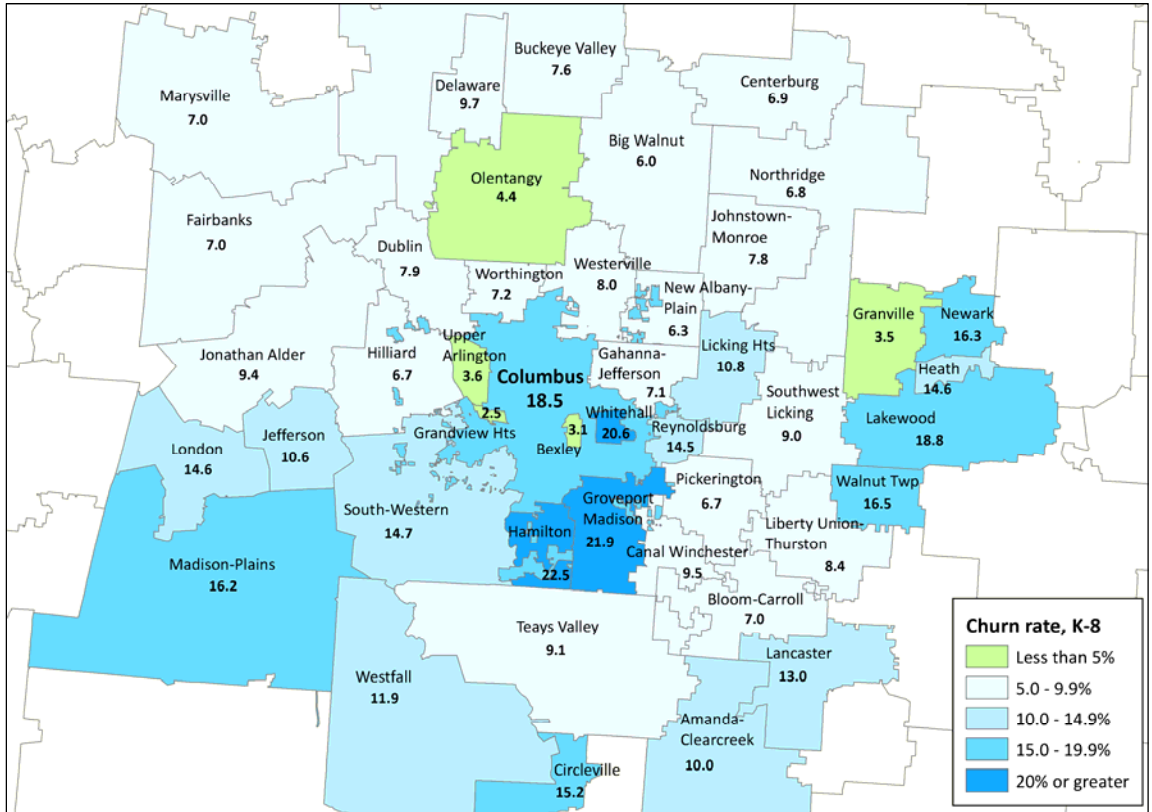 Buckeye Valley
7.6
Delaware
9.7
Centerburg
6.9
Marysville
7.0
Big Walnut
6.0
Olentangy
4.4
Northridge
6.8
Fairbanks
7.0
Johnstown-
Monroe
7.8
Dublin
7.9
Worthington
7.2
Westerville
8.0
New Albany-
Plain
6.3
Granville
3.5
Newark
16.3
Jonathan Alder
9.4
Hilliard
6.7
Upper
Arlington
3.6
Columbus
18.5
Gahanna-
Jefferson
7.1
Licking Hts
10.8
Heath
14.6
Southwest
Licking
9.0
Lakewood
18.8
London
14.6
Jefferson
10.6
2.5
Grandview Hts
3.1
Bexley
Whitehall
20.6
Reynoldsburg
14.5
Pickerington
6.7
Walnut Twp
16.5
South-Western
14.7
Groveport
Madison
21.9
Hamilton
22.5
Liberty Union-
Thurston
8.4
Canal Winchester
9.5
Madison-Plains
16.2
Bloom-Carroll
7.0
Teays Valley
9.1
Lancaster
13.0
Westfall
11.9
Amanda-
Clearcreek
10.0
Circleville
15.2
Churn rate, K-8
Less than 5%
5.0 - 9.9%
10.0 - 14.9%
15.0 - 19.9%
20% or greater